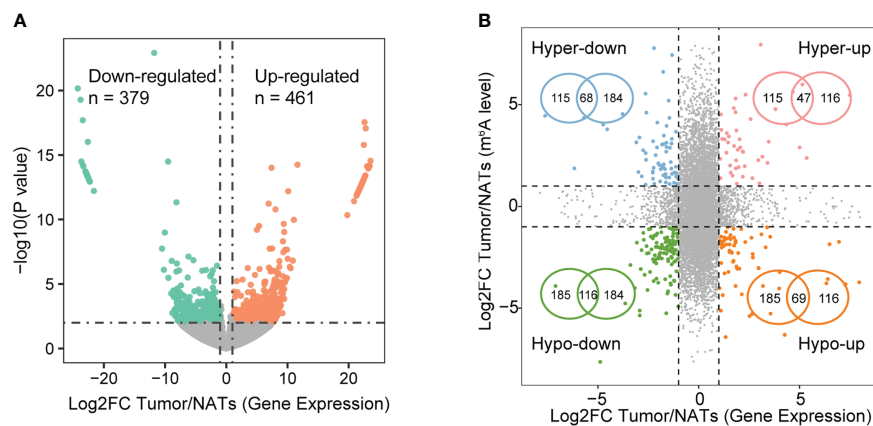 A
Down-regulated
n = 379
Up-regulated
n = 461
20
15
10
5
0
−log10(P value)
−20
−10
0
10
20
Log2FC Tumor/NATs (Gene Expression)
B
Hyper-down
Hyper-up
115 68 184
115 47 116
5
0
−5
Log2FC Tumor/NATs (m⁶A level)
185 116 184
185 69 116
Hypo-down
Hypo-up
−5
0
5
Log2FC Tumor/NATs (Gene Expression)